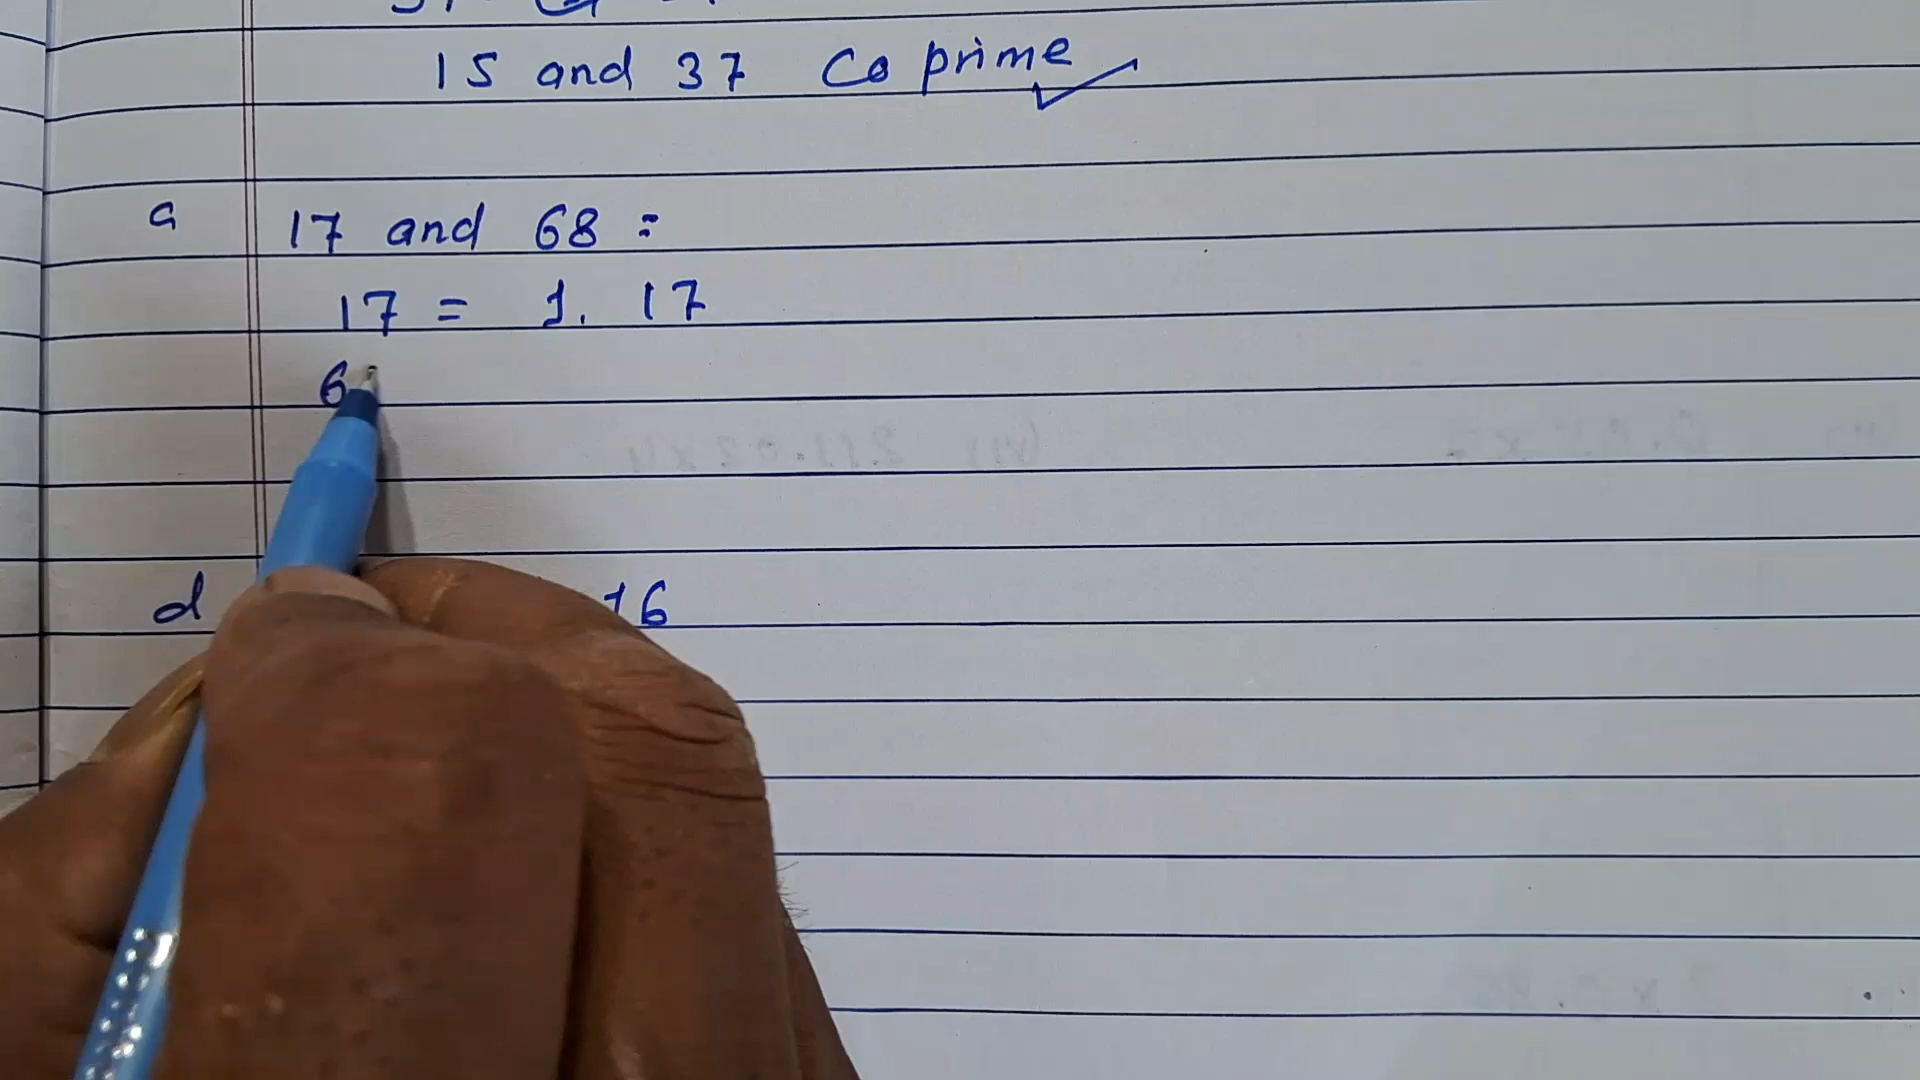 15 and 37 Co prime
a 17 and 68 =
17 = 1. 17
6
d 16